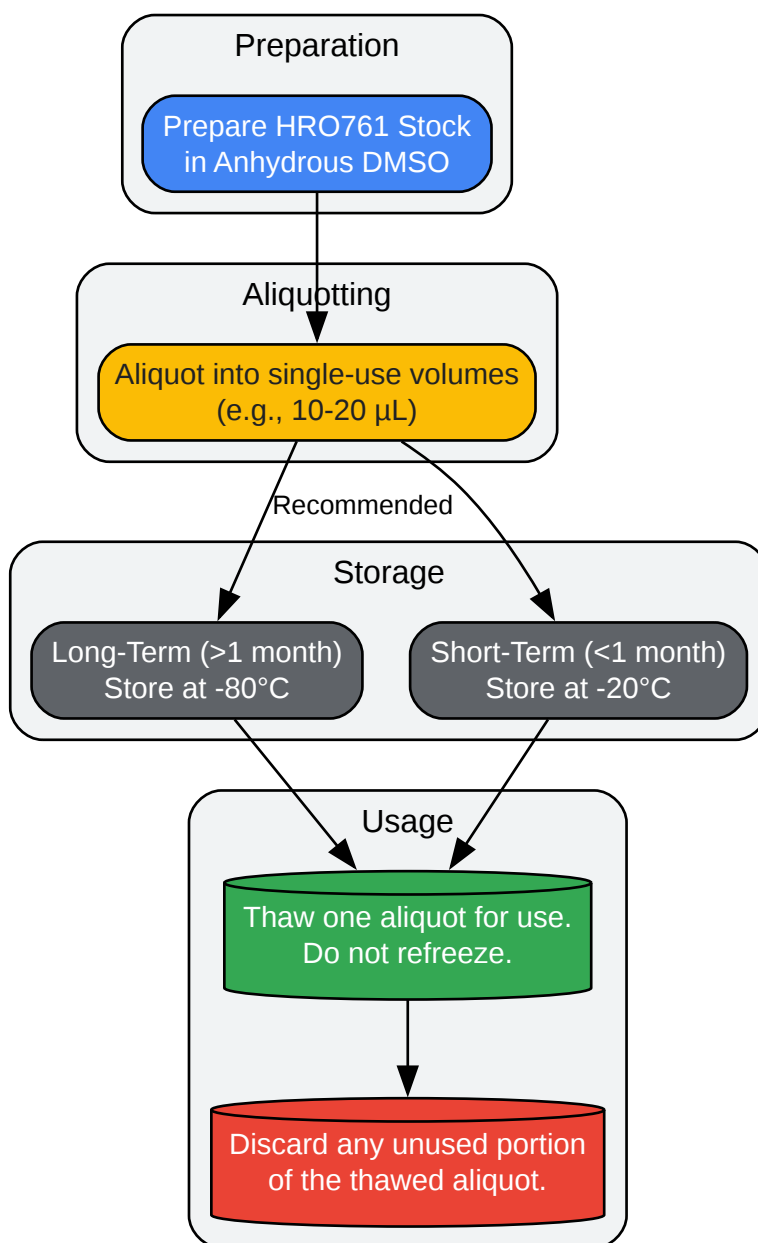 Preparation
Prepare HRO761 Stock
in Anhydrous DMSO
Aliquotting
Aliquot into single-use volumes
(e.g., 10-20 µL)
Recommended
Storage
Long-Term (>1 month)
Store at -80°C
Short-Term (<1 month)
Store at -20°C
Usage
Thaw one aliquot for use.
Do not refreeze.
Discard any unused portion
of the thawed aliquot.